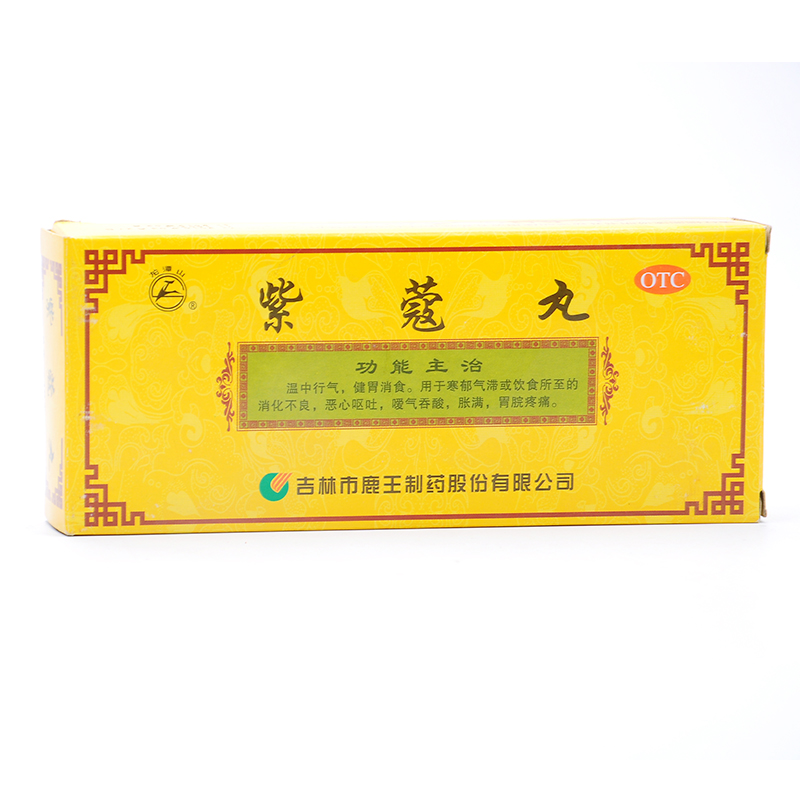 龙潭山
®
OTC
紫蔻丸
功能主治
温中行气，健胃消食。用于寒郁气滞或饮食所至的
消化不良，恶心呕吐，嗳气吞酸，胀满，胃脘疼痛。
吉林市鹿王制药股份有限公司